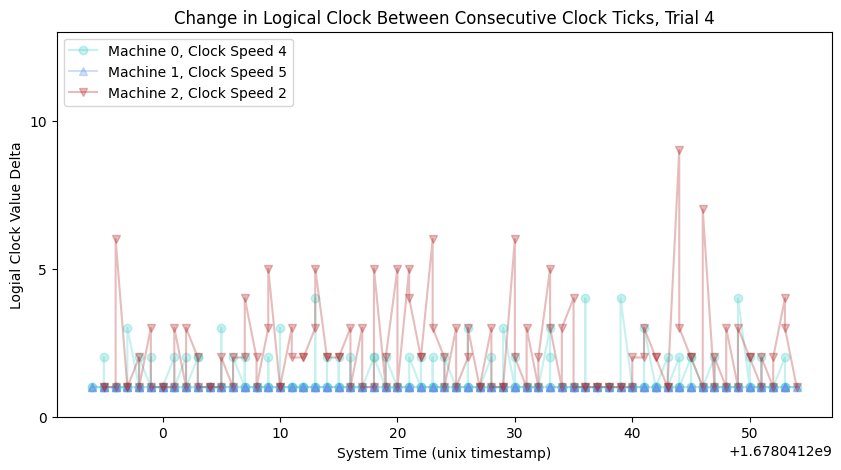 Change in Logical Clock Between Consecutive Clock Ticks, Trial 4
Machine 0, Clock Speed 4
Machine 1, Clock Speed 5
Machine 2, Clock Speed 2
Logial Clock Value Delta
10
5
0
0
10
20
30
40
50
System Time (unix timestamp)
+1.6780412e9